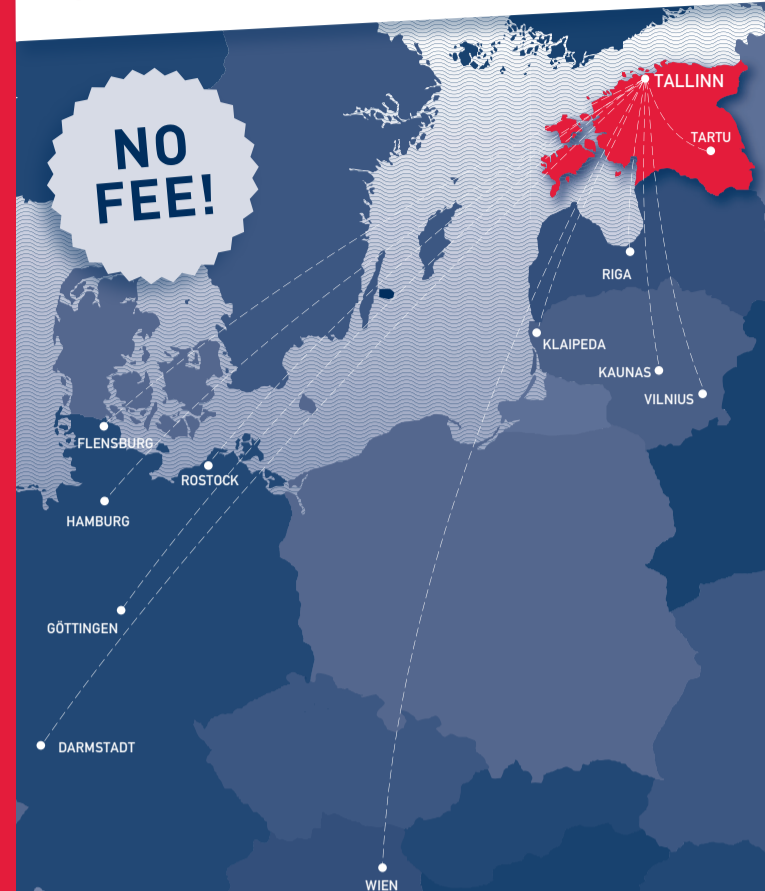 NO
FEE!
TALLINN
TARTU
RIGA
KLAIPEDA
KAUNAS
VILNIUS
FLENSBURG
ROSTOCK
HAMBURG
GÖTTINGEN
DARMSTADT
WIEN